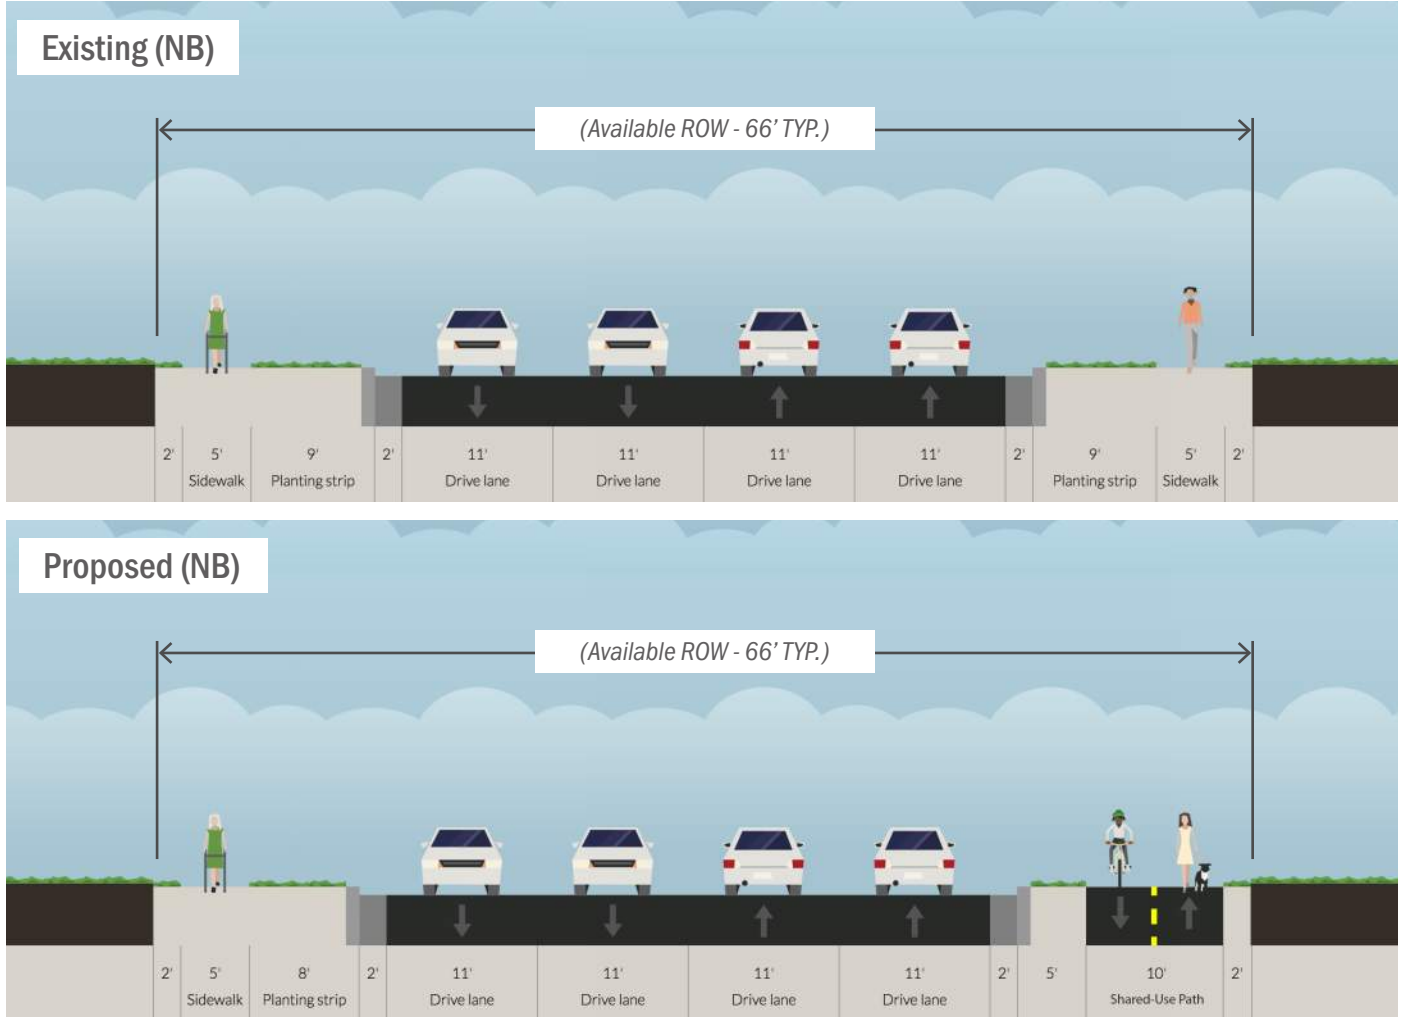 Existing (NB)
(Available ROW - 66' TYP.)
2' 5' 9' 2' 11' 11' 11' 11' 2' 9' 5' 2'
Sidewalk Planting strip Drive lane Drive lane Drive lane Drive lane Planting strip Sidewalk
Proposed (NB)
(Available ROW - 66' TYP.)
2' 5' 8' 2' 11' 11' 11' 11' 2' 5' 10' 2'
Sidewalk Planting strip Drive lane Drive lane Drive lane Drive lane Shared-Use Path